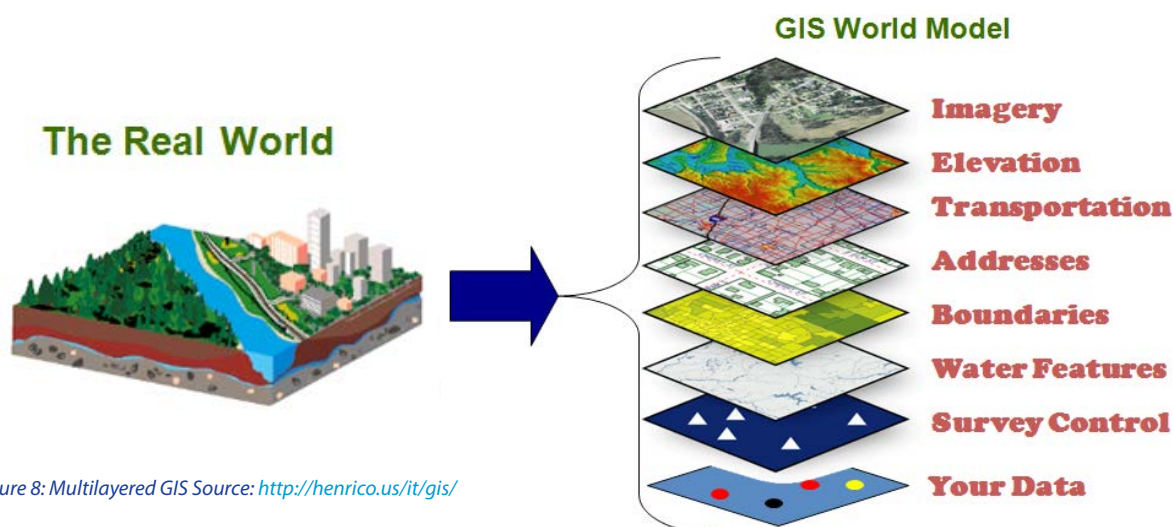 GIS World Model
The Real World
Imagery
Elevation
Transportation
Addresses
Boundaries
Water Features
Survey Control
Your Data
ure 8: Multilayered GIS Source: http://henrico.us/it/gis/